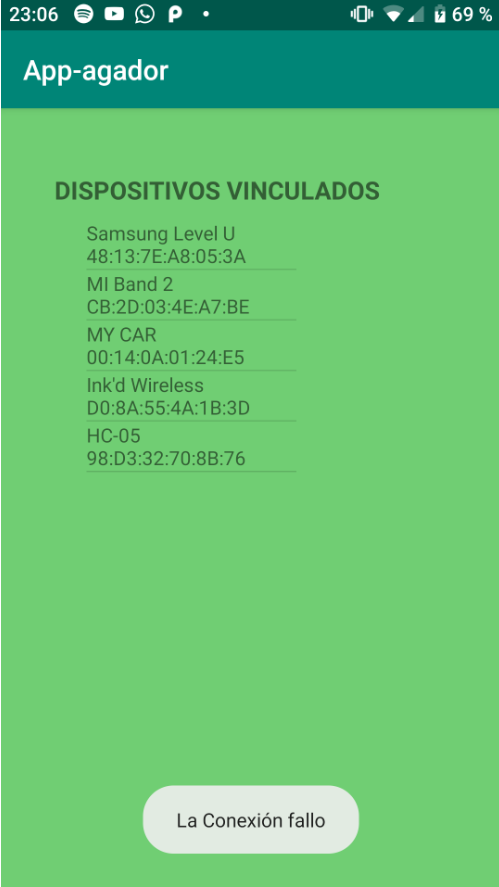 23:06
69 %
App-agador
DISPOSITIVOS VINCULADOS
Samsung Level U
48:13:7E:A8:05:3A
MI Band 2
CB:2D:03:4E:A7:BE
MY CAR
00:14:0A:01:24:E5
Ink'd Wireless
D0:8A:55:4A:1B:3D
HC-05
98:D3:32:70:8B:76
La Conexión fallo